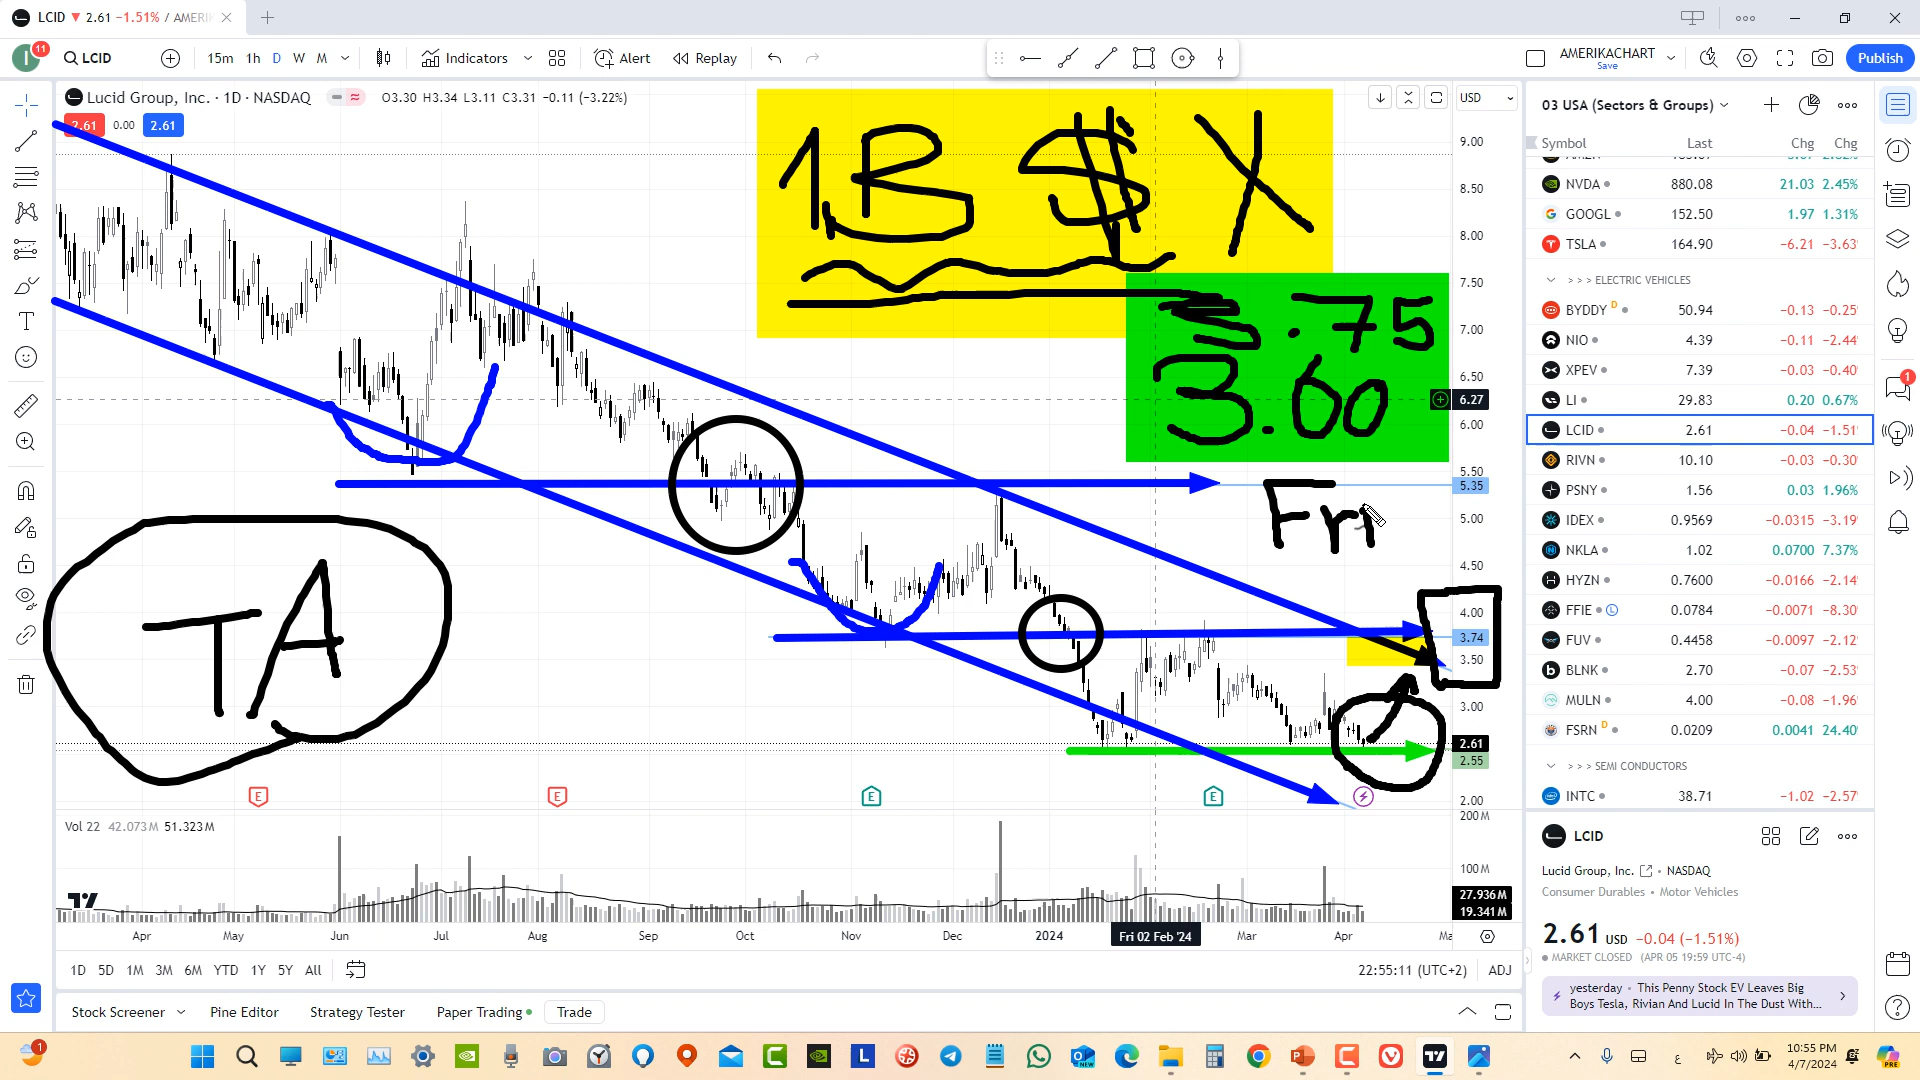 LCID 2.61 −1.51% / AMERI
11
LCID
15m 1h D W M
Indicators
Alert
Replay
AMERIKACHART
Save
Publish
Lucid Group, Inc. · 1D · NASDAQ
O3.30 H3.34 L3.11 C3.31 −0.11 (−3.22%)
2.61 0.00 2.61
USD
1B $ X
.75
3.60
Fri
TA
9.00
8.50
8.00
7.50
7.00
6.50
6.27
6.00
5.50
5.35
5.00
4.50
4.00
3.74
3.50
3.00
2.61
2.55
2.00
E E E E
Vol 22 42.073M 51.323M
200M
100M
27.936M
19.341M
Apr May Jun Jul Aug Sep Oct Nov Dec 2024 Fri 02 Feb '24 Mar Apr Ma
1D 5D 1M 3M 6M YTD 1Y 5Y All
22:55:11 (UTC+2) ADJ
Stock Screener Pine Editor Strategy Tester Paper Trading Trade
03 USA (Sectors & Groups)
Symbol Last Chg Chg
NVDA 880.08 21.03 2.45%
GOOGL 152.50 1.97 1.31%
TSLA 164.90 −6.21 −3.63
> > > ELECTRIC VEHICLES
BYDDY D 50.94 −0.13 −0.25
NIO 4.39 −0.11 −2.44
XPEV 7.39 −0.03 −0.40
LI 29.83 0.20 0.67%
LCID 2.61 −0.04 −1.51
RIVN 10.10 −0.03 −0.30
PSNY 1.56 0.03 1.96%
IDEX 0.9569 −0.0315 −3.19
NKLA 1.02 0.0700 7.37%
HYZN 0.7600 −0.0166 −2.14
FFIE L 0.0784 −0.0071 −8.30
FUV 0.4458 −0.0097 −2.12
BLNK 2.70 −0.07 −2.53
MULN 4.00 −0.08 −1.96
FSRN D 0.0209 0.0041 24.40
> > > SEMI CONDUCTORS
INTC 38.71 −1.02 −2.57
LCID
Lucid Group, Inc. • NASDAQ
Consumer Durables • Motor Vehicles
2.61 USD −0.04 (−1.51%)
MARKET CLOSED (APR 05 19:59 UTC-4)
yesterday • This Penny Stock EV Leaves Big
Boys Tesla, Rivian And Lucid In The Dust With...
1
1
10:55 PM
4/7/2024